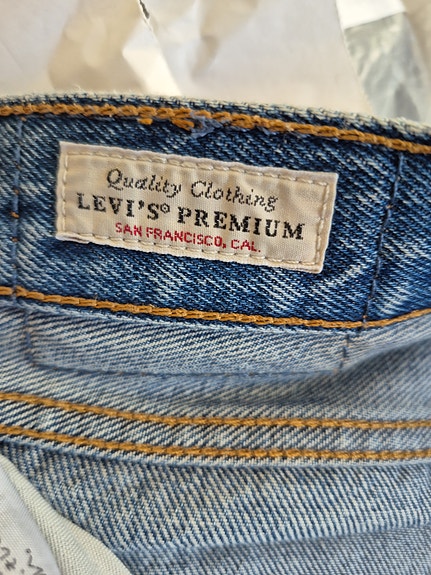 Quality Clothing
LEVI'S® PREMIUM
SAN FRANCISCO, CAL.